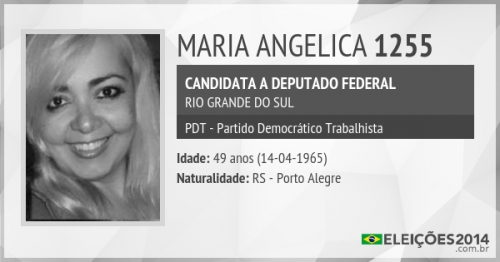 MARIA ANGELICA 1255
CANDIDATA A DEPUTADO FEDERAL
RIO GRANDE DO SUL
PDT - Partido Democrático Trabalhista
Idade: 49 anos (14-04-1965)
Naturalidade: RS - Porto Alegre
ELEIÇÕES2014
.com.br